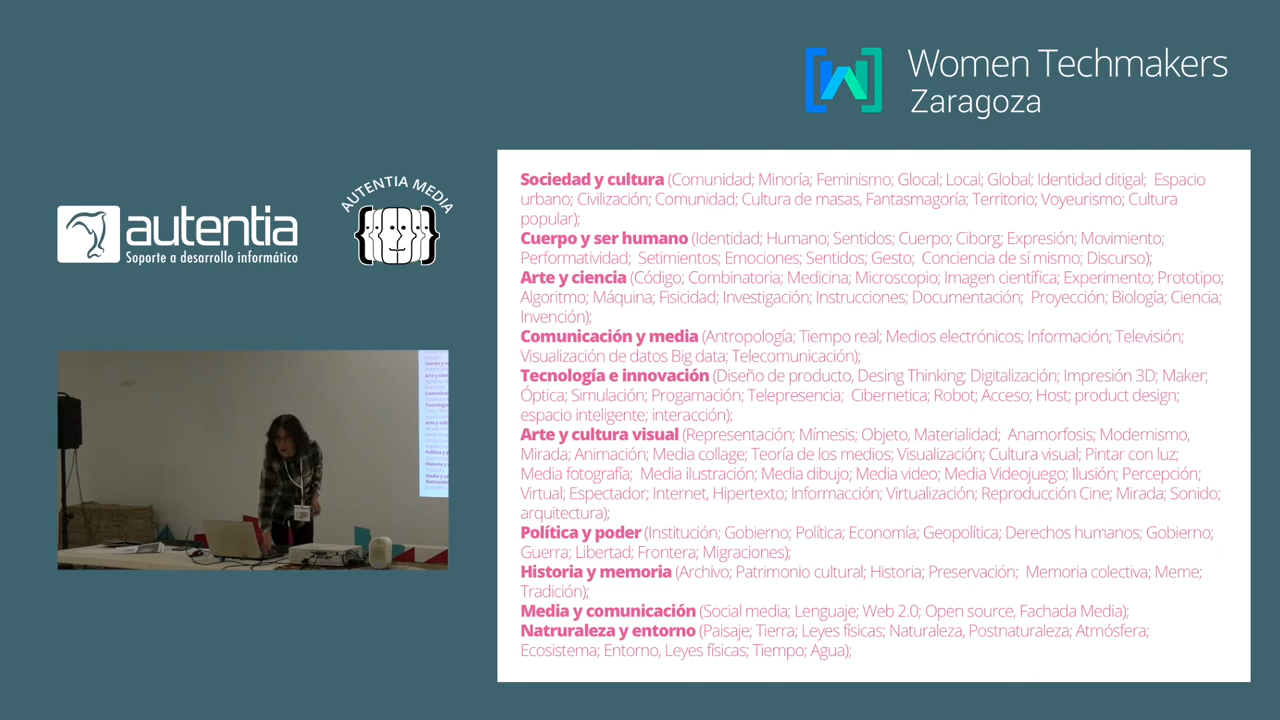 Women Techmakers
Zaragoza
AUTENTIA MEDIA
autentia
Soporte a desarrollo informático
Sociedad y cultura (Comunidad; Minoría; Feminismo; Glocal; Local; Global; Identidad ditigal; Espacio
urbano; Civilización; Comunidad; Cultura de masas, Fantasmagoría; Territorio; Voyeurismo; Cultura
popular);
Cuerpo y ser humano (Identidad; Humano; Sentidos; Cuerpo; Ciborg; Expresión; Movimiento;
Performatividad; Setimientos; Emociones; Sentidos; Gesto; Conciencia de sí mismo; Discurso);
Arte y ciencia (Código; Combinatoria; Medicina; Microscopio; Imagen científica; Experimento; Prototipo;
Algoritmo; Máquina; Fisicidad; Investigación; Instrucciones; Documentación; Proyección; Biología; Ciencia;
Invención);
Comunicación y media (Antropología; Tiempo real; Medios electrónicos; Información; Televisión;
Visualización de datos Big data; Telecomunicación);
Tecnología e innovación (Diseño de producto, Desing Thinking; Digitalización; Impresión 3D; Maker;
Óptica; Simulación; Progamación; Telepresencia; Cibernetica; Robot; Acceso; Host; product design;
espacio inteligente; interacción);
Arte y cultura visual (Representación; Mímesis, objeto, Materialidad; Anamorfosis; Modernismo,
Mirada; Animación; Media collage; Teoría de los medios; Visualización; Cultura visual; Pintar con luz;
Media fotografía; Media iluminación; Media dibujo; Media video; Media Videojuego; Ilusión; Percepción;
Virtual; Espectador; Internet, Hipertexto; Informacción; Virtualización; Reproducción Cine; Mirada; Sonido;
arquitectura);
Política y poder (Institución; Gobierno; Política; Economía; Geopolítica; Derechos humanos; Gobierno;
Guerra; Libertad; Frontera; Migraciones);
Historia y memoria (Archivo; Patrimonio cultural; Historia; Preservación; Memoria colectiva; Meme;
Tradición);
Media y comunicación (Social media; Lenguaje; Web 2.0; Open source, Fachada Media);
Natruraleza y entorno (Paisaje; Tierra; Leyes físicas; Naturaleza, Postnaturaleza; Atmósfera;
Ecosistema; Entorno, Leyes físicas; Tiempo; Agua);